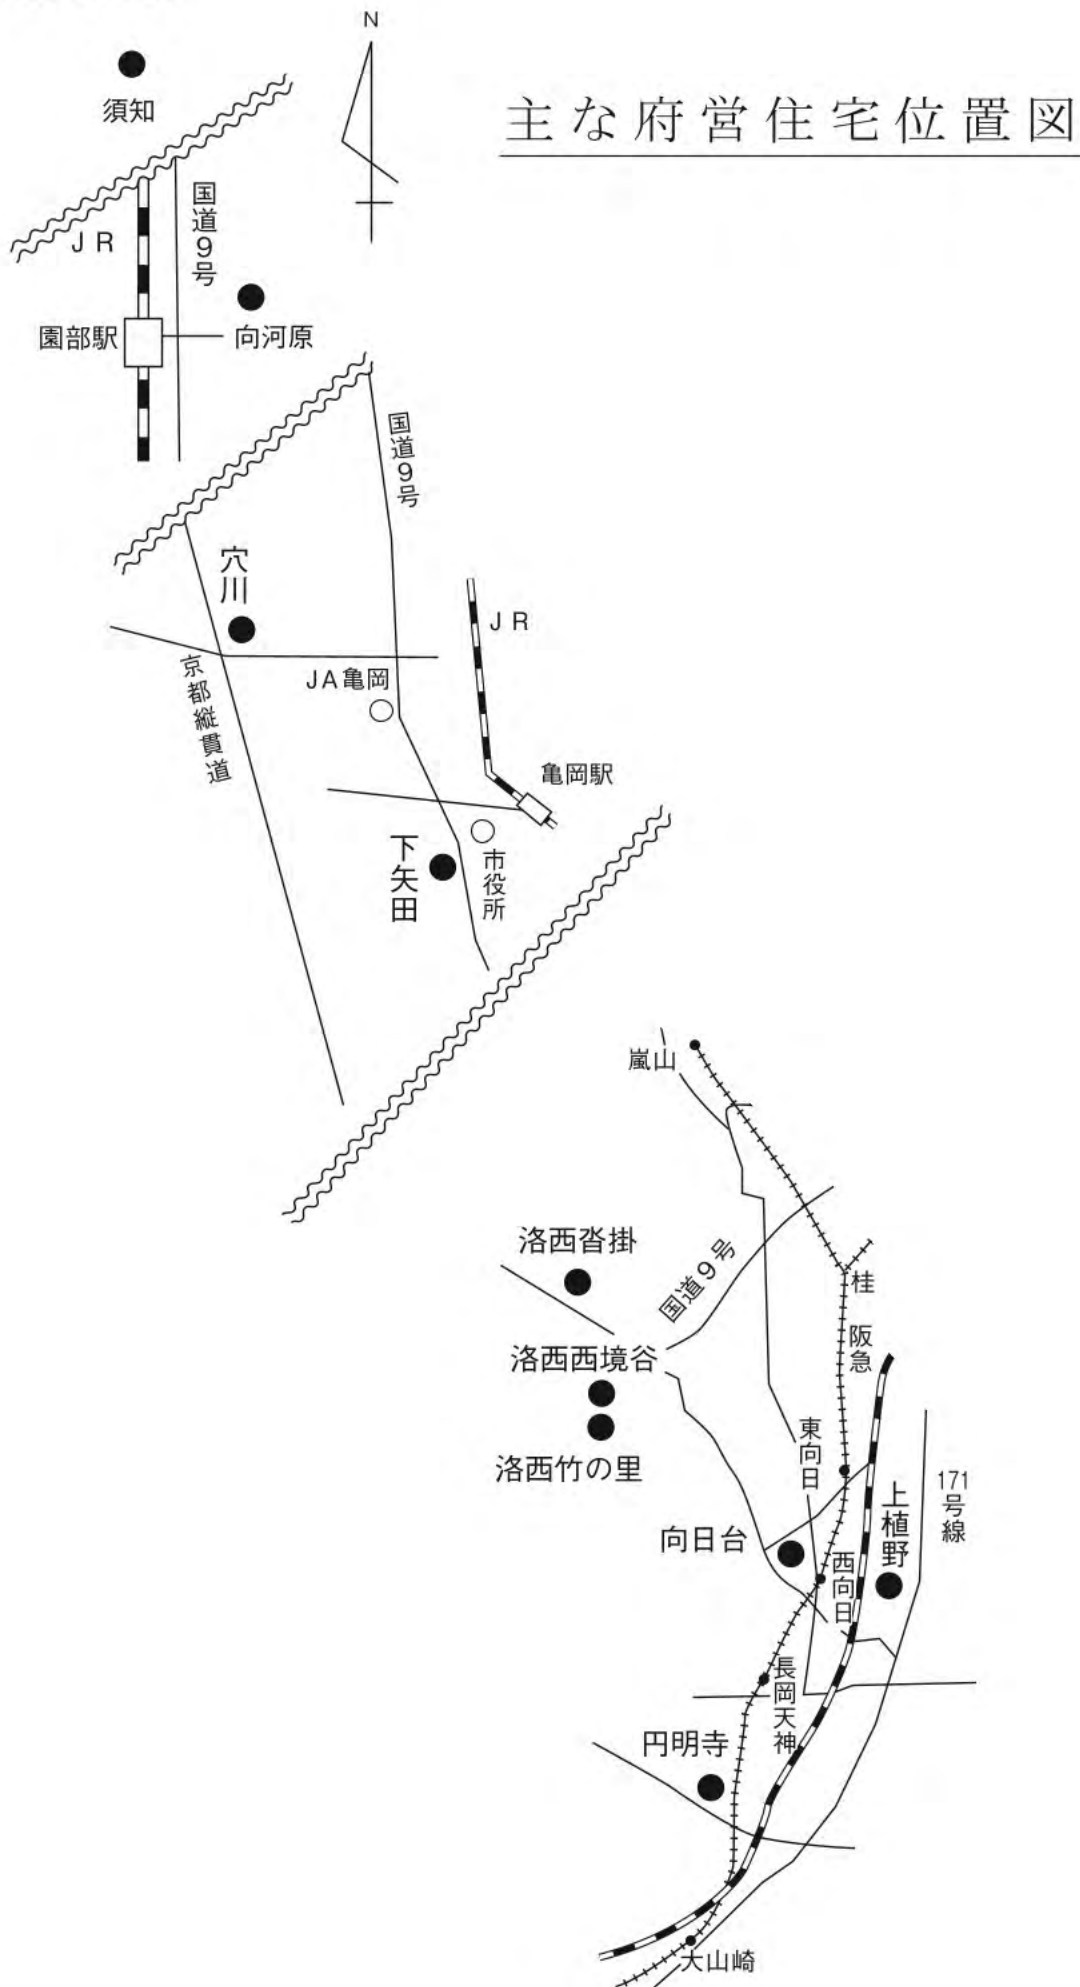 N
主な府営住宅位置図
須知
国道9号
JR
園部駅
向河原
国道9号
穴川
JR
京都縦貫道
JA亀岡
亀岡駅
下矢田
市役所
嵐山
洛西沓掛
国道9号
桂
阪急
洛西西境谷
東向日
洛西竹の里
171号線
上植野
向日台
西向日
長岡天神
円明寺
大山崎